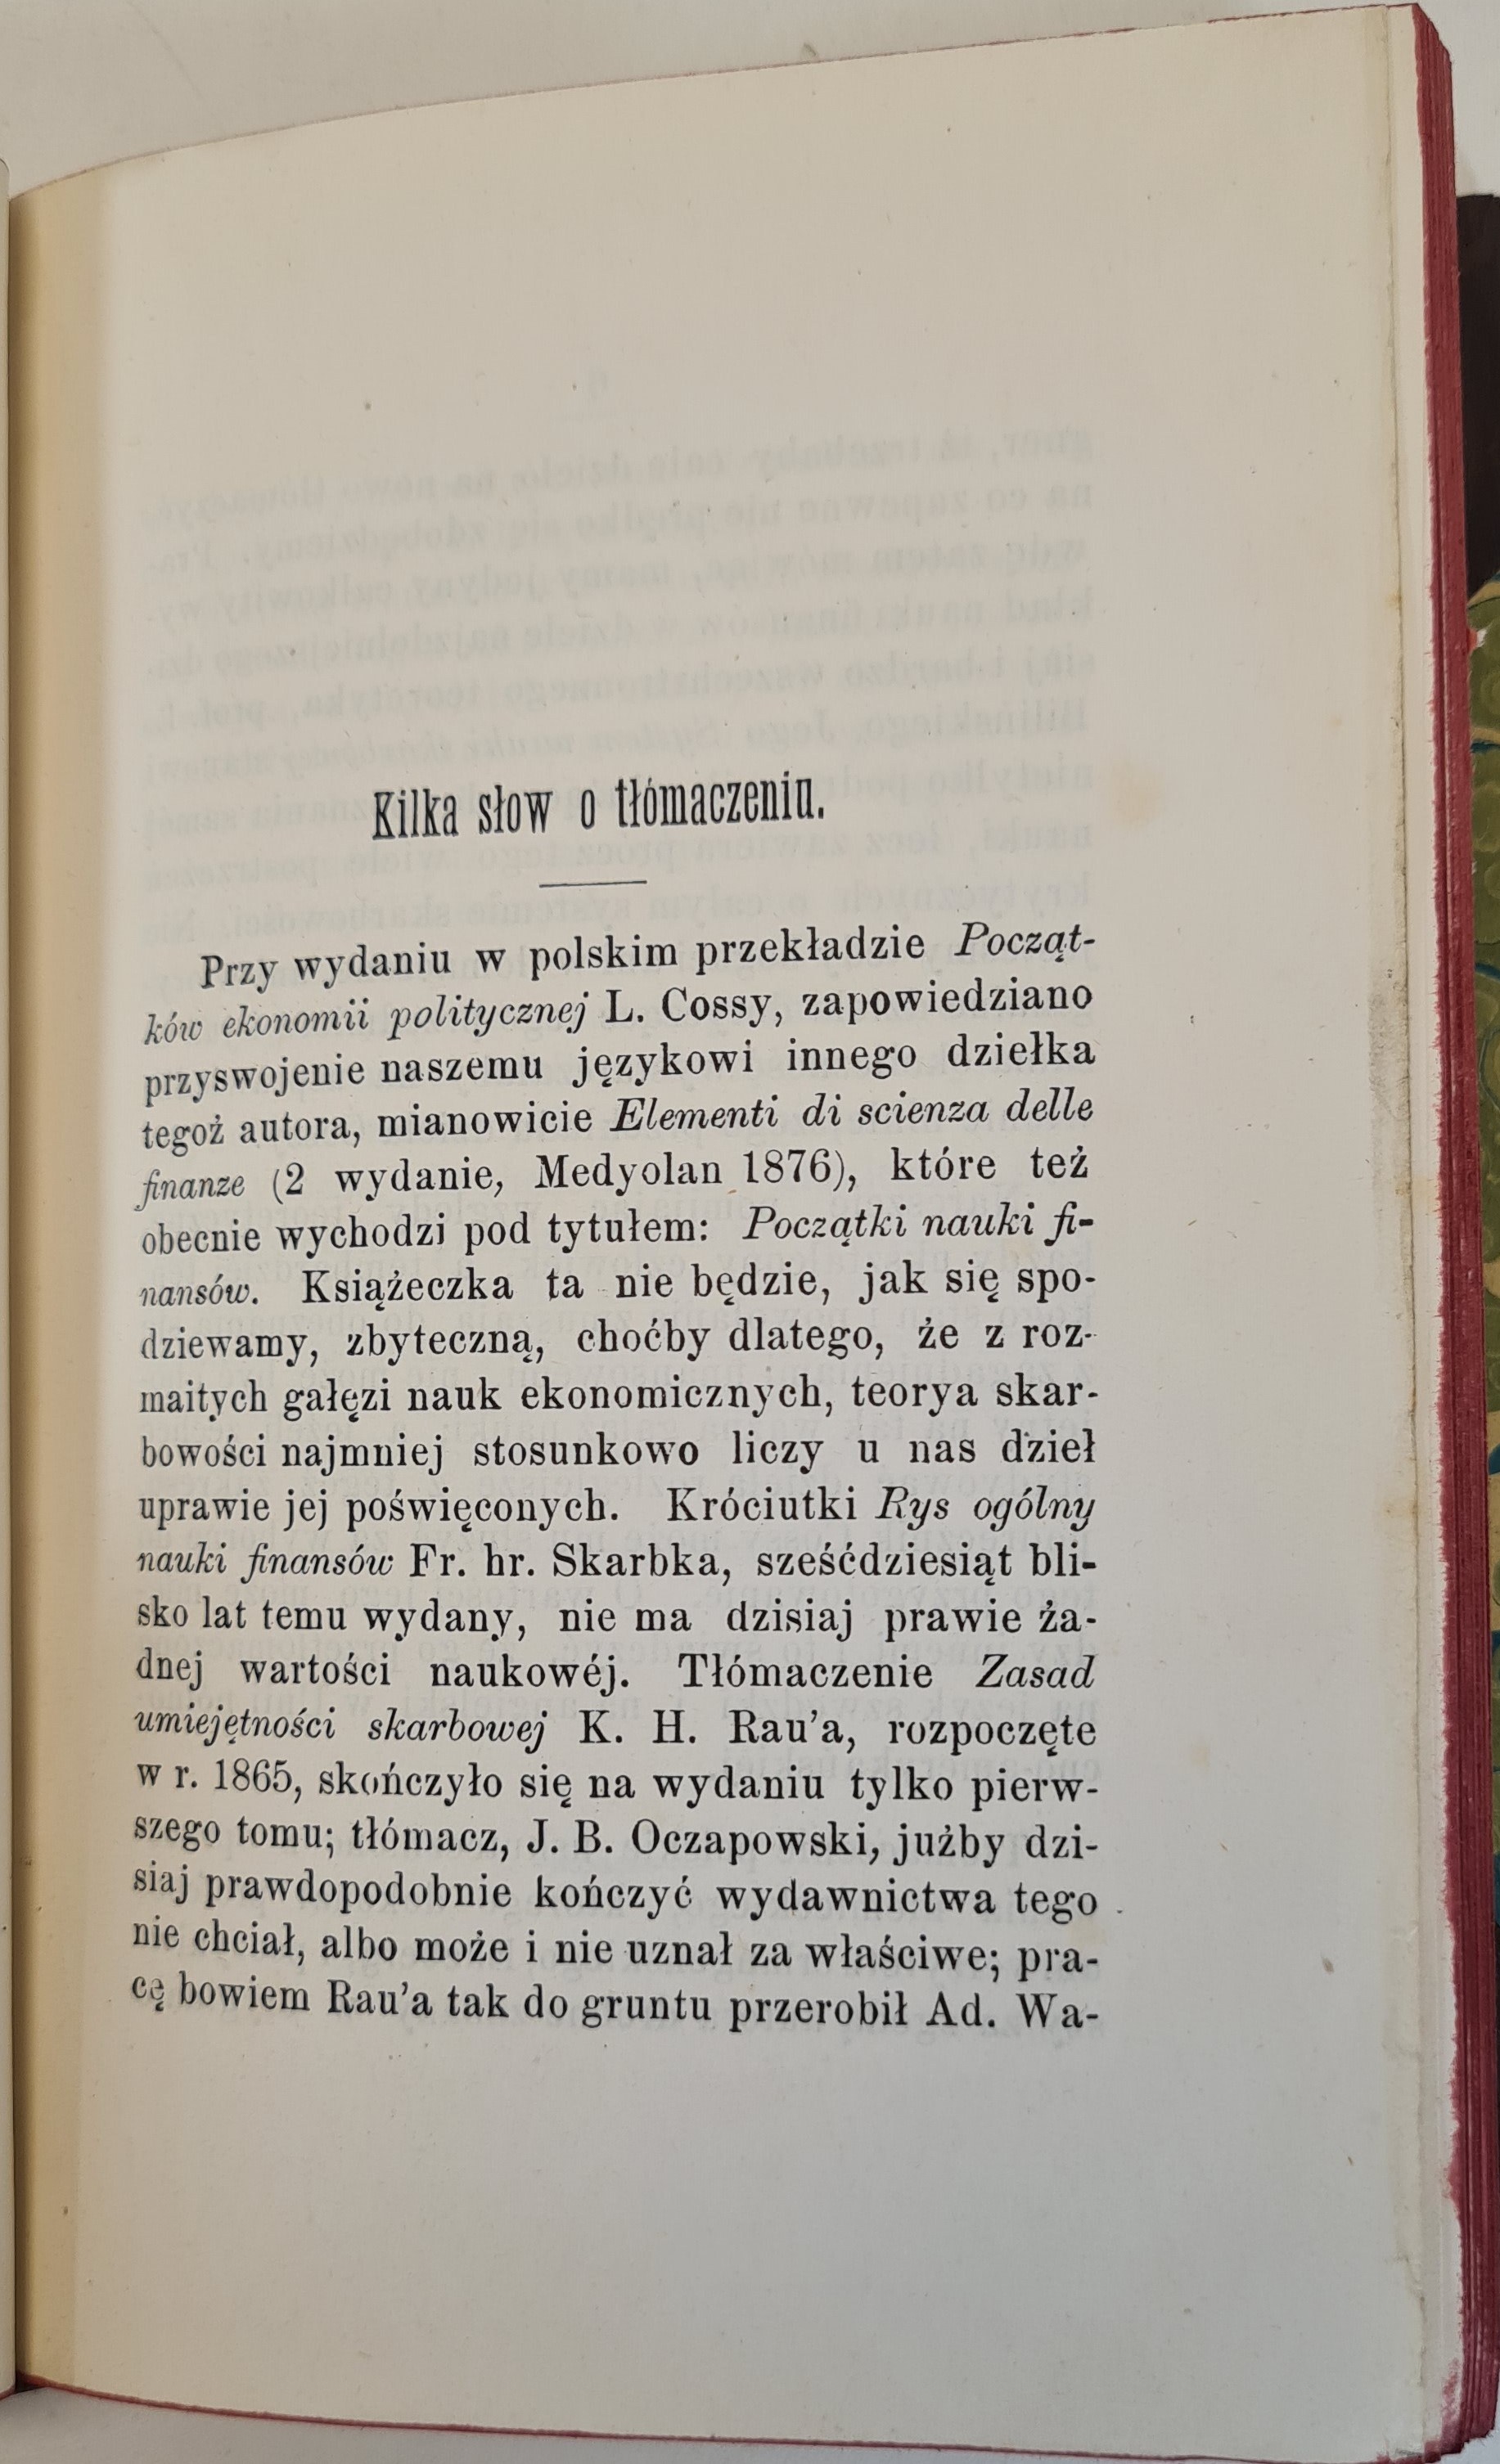 Kilka słow o tłómaczeniu.
Przy wydaniu w polskim przekładzie Począt-
ków ekonomii politycznej L. Cossy, zapowiedziano
przyswojenie naszemu językowi innego dziełka
tegoż autora, mianowicie Elementi di scienza delle
finanze (2 wydanie, Medyolan 1876), które też
obecnie wychodzi pod tytułem: Początki nauki fi-
nansów. Książeczka ta nie będzie, jak się spo-
dziewamy, zbyteczną, choćby dlatego, że z roz-
maitych gałęzi nauk ekonomicznych, teorya skar-
bowości najmniej stosunkowo liczy u nas dzieł
uprawie jej poświęconych. Króciutki Rys ogólny
nauki finansów Fr. hr. Skarbka, sześćdziesiąt bli-
sko lat temu wydany, nie ma dzisiaj prawie ża-
dnej wartości naukowéj. Tłómaczenie Zasad
umiejętności skarbowej K. H. Rau'a, rozpoczęte
w r. 1865, skończyło się na wydaniu tylko pierw-
szego tomu; tłómacz, J. B. Oczapowski, jużby dzi-
siaj prawdopodobnie kończyć wydawnictwa tego
nie chciał, albo może i nie uznał za właściwe; pra-
cę bowiem Rau'a tak do gruntu przerobił Ad. Wa-